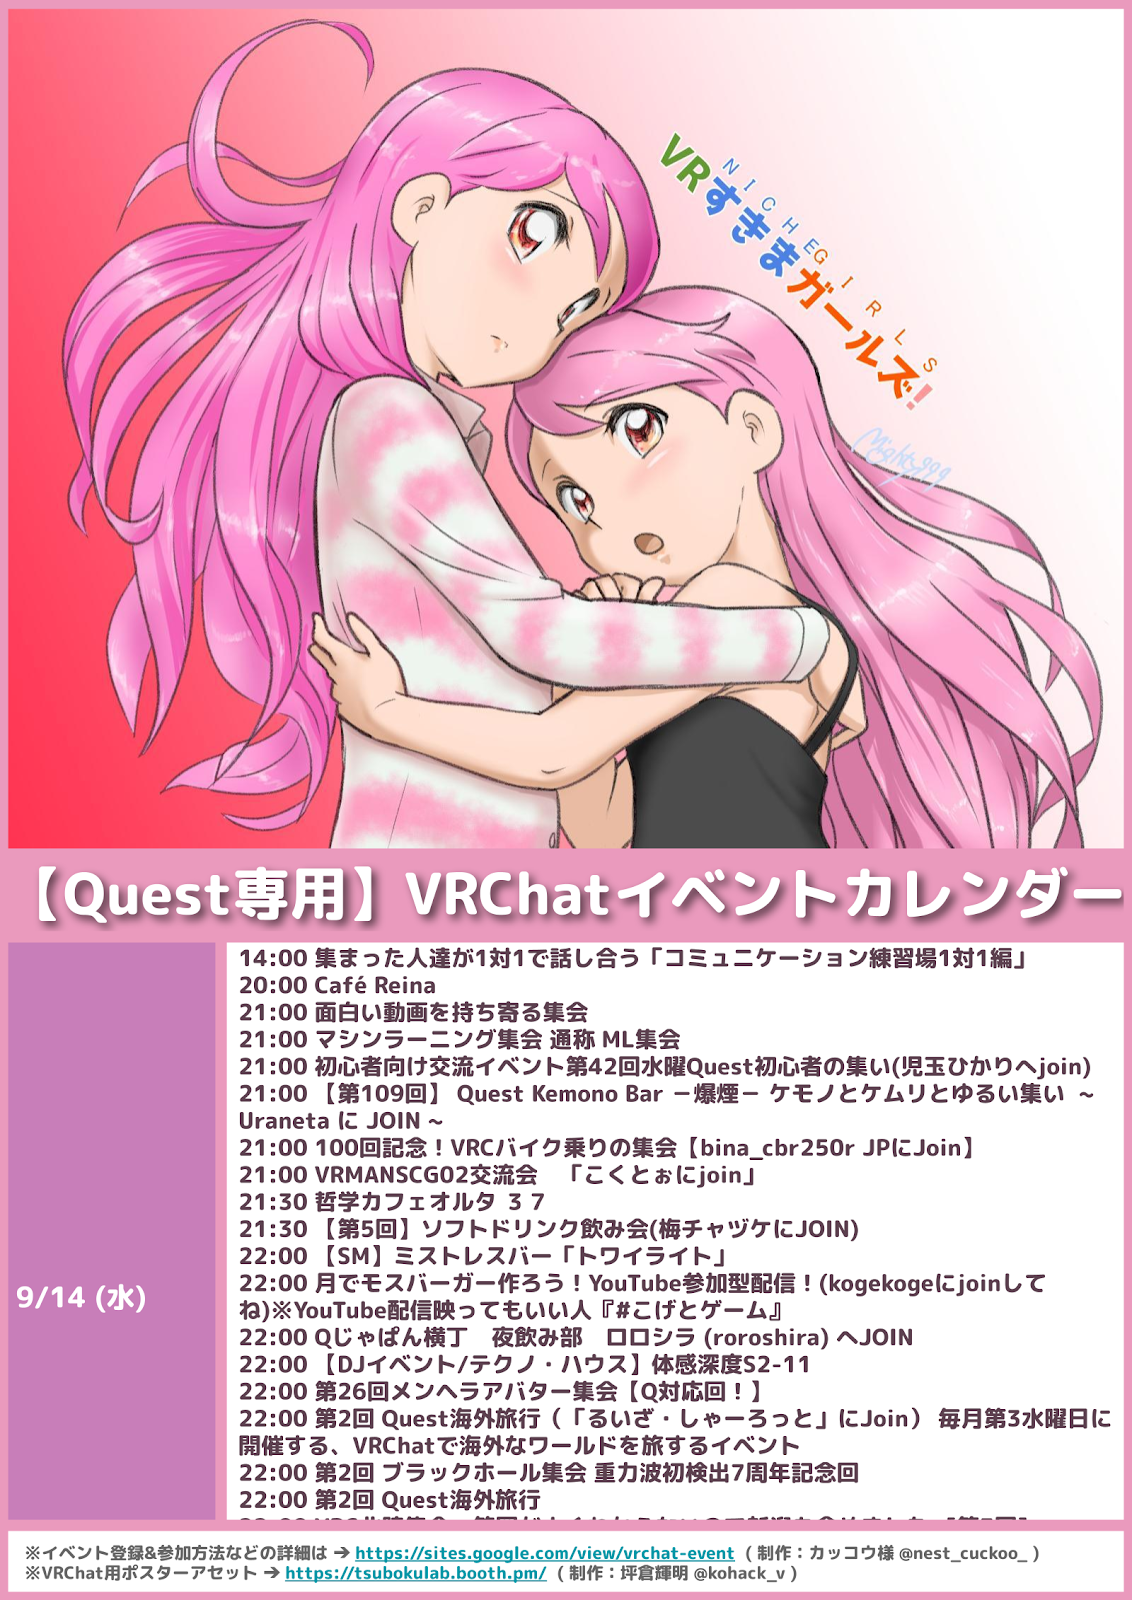 NICHE GIRLS
VRすきまガールズ!
Mighty999
【Quest専用】VRChatイベントカレンダー
9/14 (水)
14:00 集まった人達が1対1で話し合う「コミュニケーション練習場1対1編」
20:00 Café Reina
21:00 面白い動画を持ち寄る集会
21:00 マシンラーニング集会 通称 ML集会
21:00 初心者向け交流イベント第42回水曜Quest初心者の集い(児玉ひかりへjoin)
21:00 【第109回】 Quest Kemono Bar －爆煙－ ケモノとケムリとゆるい集い ~
Uraneta に JOIN ~
21:00 100回記念！VRCバイク乗りの集会【bina_cbr250r JPにJoin】
21:00 VRMANSCG02交流会　「こくとぉにjoin」
21:30 哲学カフェオルタ ３７
21:30 【第5回】ソフトドリンク飲み会(梅チャヅケにJOIN)
22:00 【SM】ミストレスバー「トワイライト」
22:00 月でモスバーガー作ろう！YouTube参加型配信！(kogekogeにjoinして
ね)※YouTube配信映ってもいい人『#こげとゲーム』
22:00 Qじゃぱん横丁　夜飲み部　ロロシラ (roroshira) へJOIN
22:00 【DJイベント/テクノ・ハウス】体感深度S2-11
22:00 第26回メンヘラアバター集会【Q対応回！】
22:00 第2回 Quest海外旅行（「るいざ・しゃーろっと」にJoin） 毎月第3水曜日に
開催する、VRChatで海外なワールドを旅するイベント
22:00 第2回 ブラックホール集会 重力波初検出7周年記念回
22:00 第2回 Quest海外旅行
※イベント登録&参加方法などの詳細は ➔ https://sites.google.com/view/vrchat-event ( 制作：カッコウ様 @nest_cuckoo_ )
※VRChat用ポスターアセット ➔ https://tsubokulab.booth.pm/ ( 制作：坪倉輝明 @kohack_v )